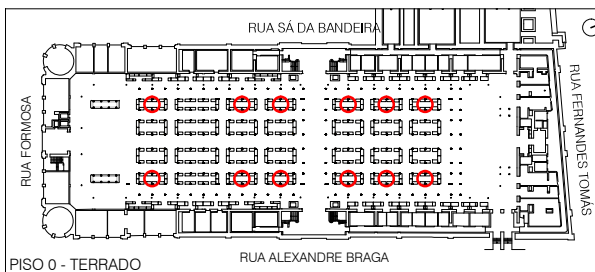 RUA SÁ DA BANDEIRA
RUA FORMOSA
RUA FERNANDES TOMÁS
RUA ALEXANDRE BRAGA
PISO 0 - TERRADO